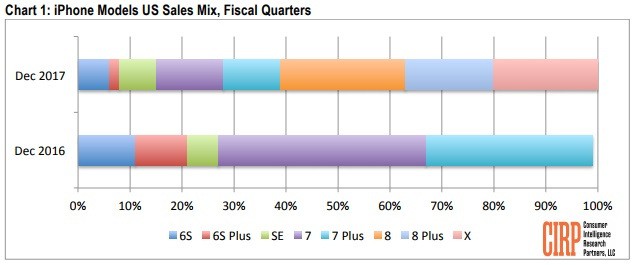 Chart 1: iPhone Models US Sales Mix, Fiscal Quarters
Dec 2017
Dec 2016
0% 10% 20% 30% 40% 50% 60% 70% 80% 90% 100%
6S 6S Plus SE 7 7 Plus 8 8 Plus X
CIRP
Consumer
Intelligence
Research
Partners, LLC